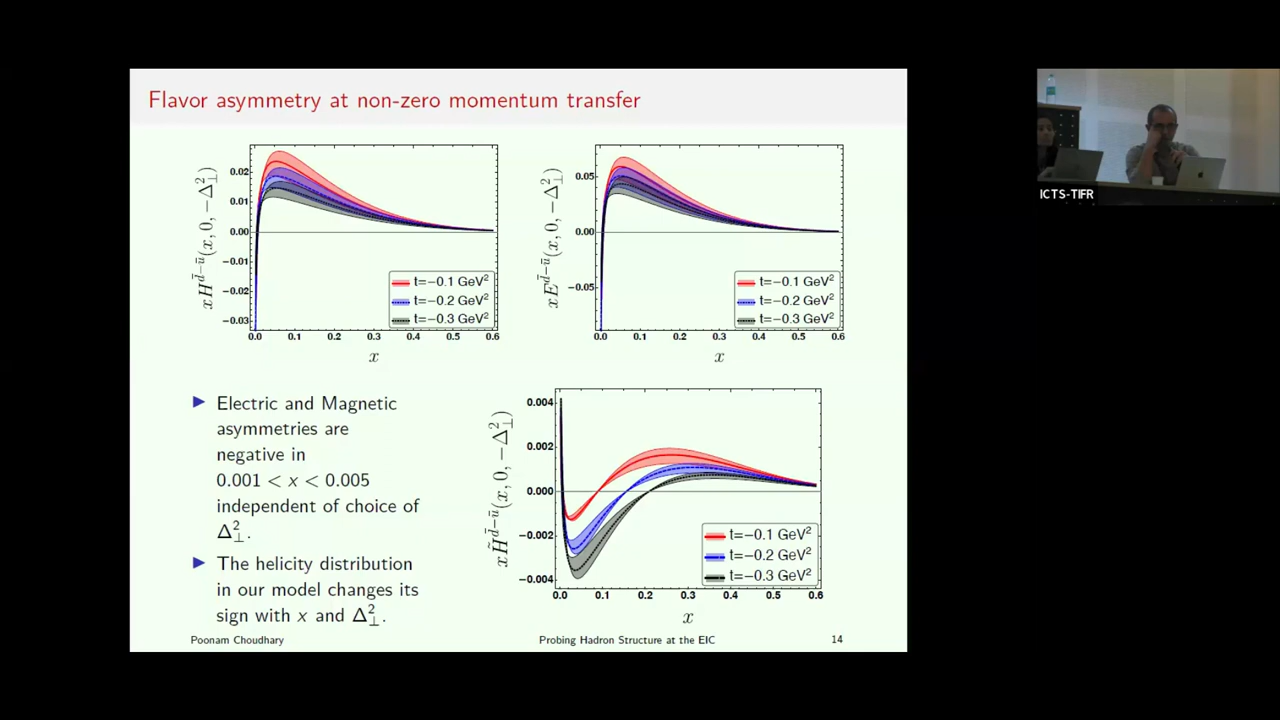 Flavor asymmetry at non-zero momentum transfer
xH^{d̄−ū}(x, 0, −Δ²⊥)
0.02
0.01
0.00
−0.01
−0.02
−0.03
t=−0.1 GeV²
t=−0.2 GeV²
t=−0.3 GeV²
0.0 0.1 0.2 0.3 0.4 0.5 0.6
x
xE^{d̄−ū}(x, 0, −Δ²⊥)
0.05
0.00
−0.05
t=−0.1 GeV²
t=−0.2 GeV²
t=−0.3 GeV²
0.0 0.1 0.2 0.3 0.4 0.5 0.6
x
▶ Electric and Magnetic
asymmetries are
negative in
0.001 < x < 0.005
independent of choice of
Δ²⊥.
▶ The helicity distribution
in our model changes its
sign with x and Δ²⊥.
xH̃^{d̄−ū}(x, 0, −Δ²⊥)
0.004
0.002
0.000
−0.002
−0.004
t=−0.1 GeV²
t=−0.2 GeV²
t=−0.3 GeV²
0.0 0.1 0.2 0.3 0.4 0.5 0.6
x
Poonam Choudhary Probing Hadron Structure at the EIC 14
ICTS-TIFR